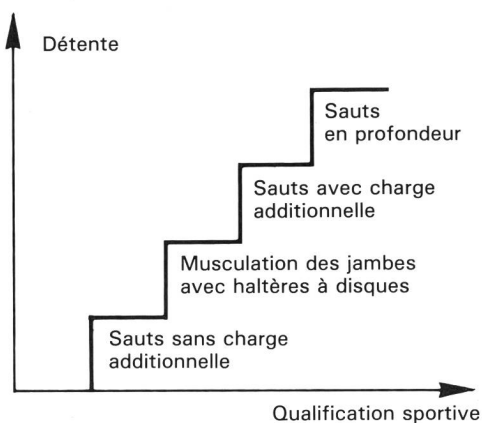 Détente
Sauts
en profondeur
Sauts avec charge
additionnelle
Musculation des jambes
avec haltères à disques
Sauts sans charge
additionnelle
Qualification sportive